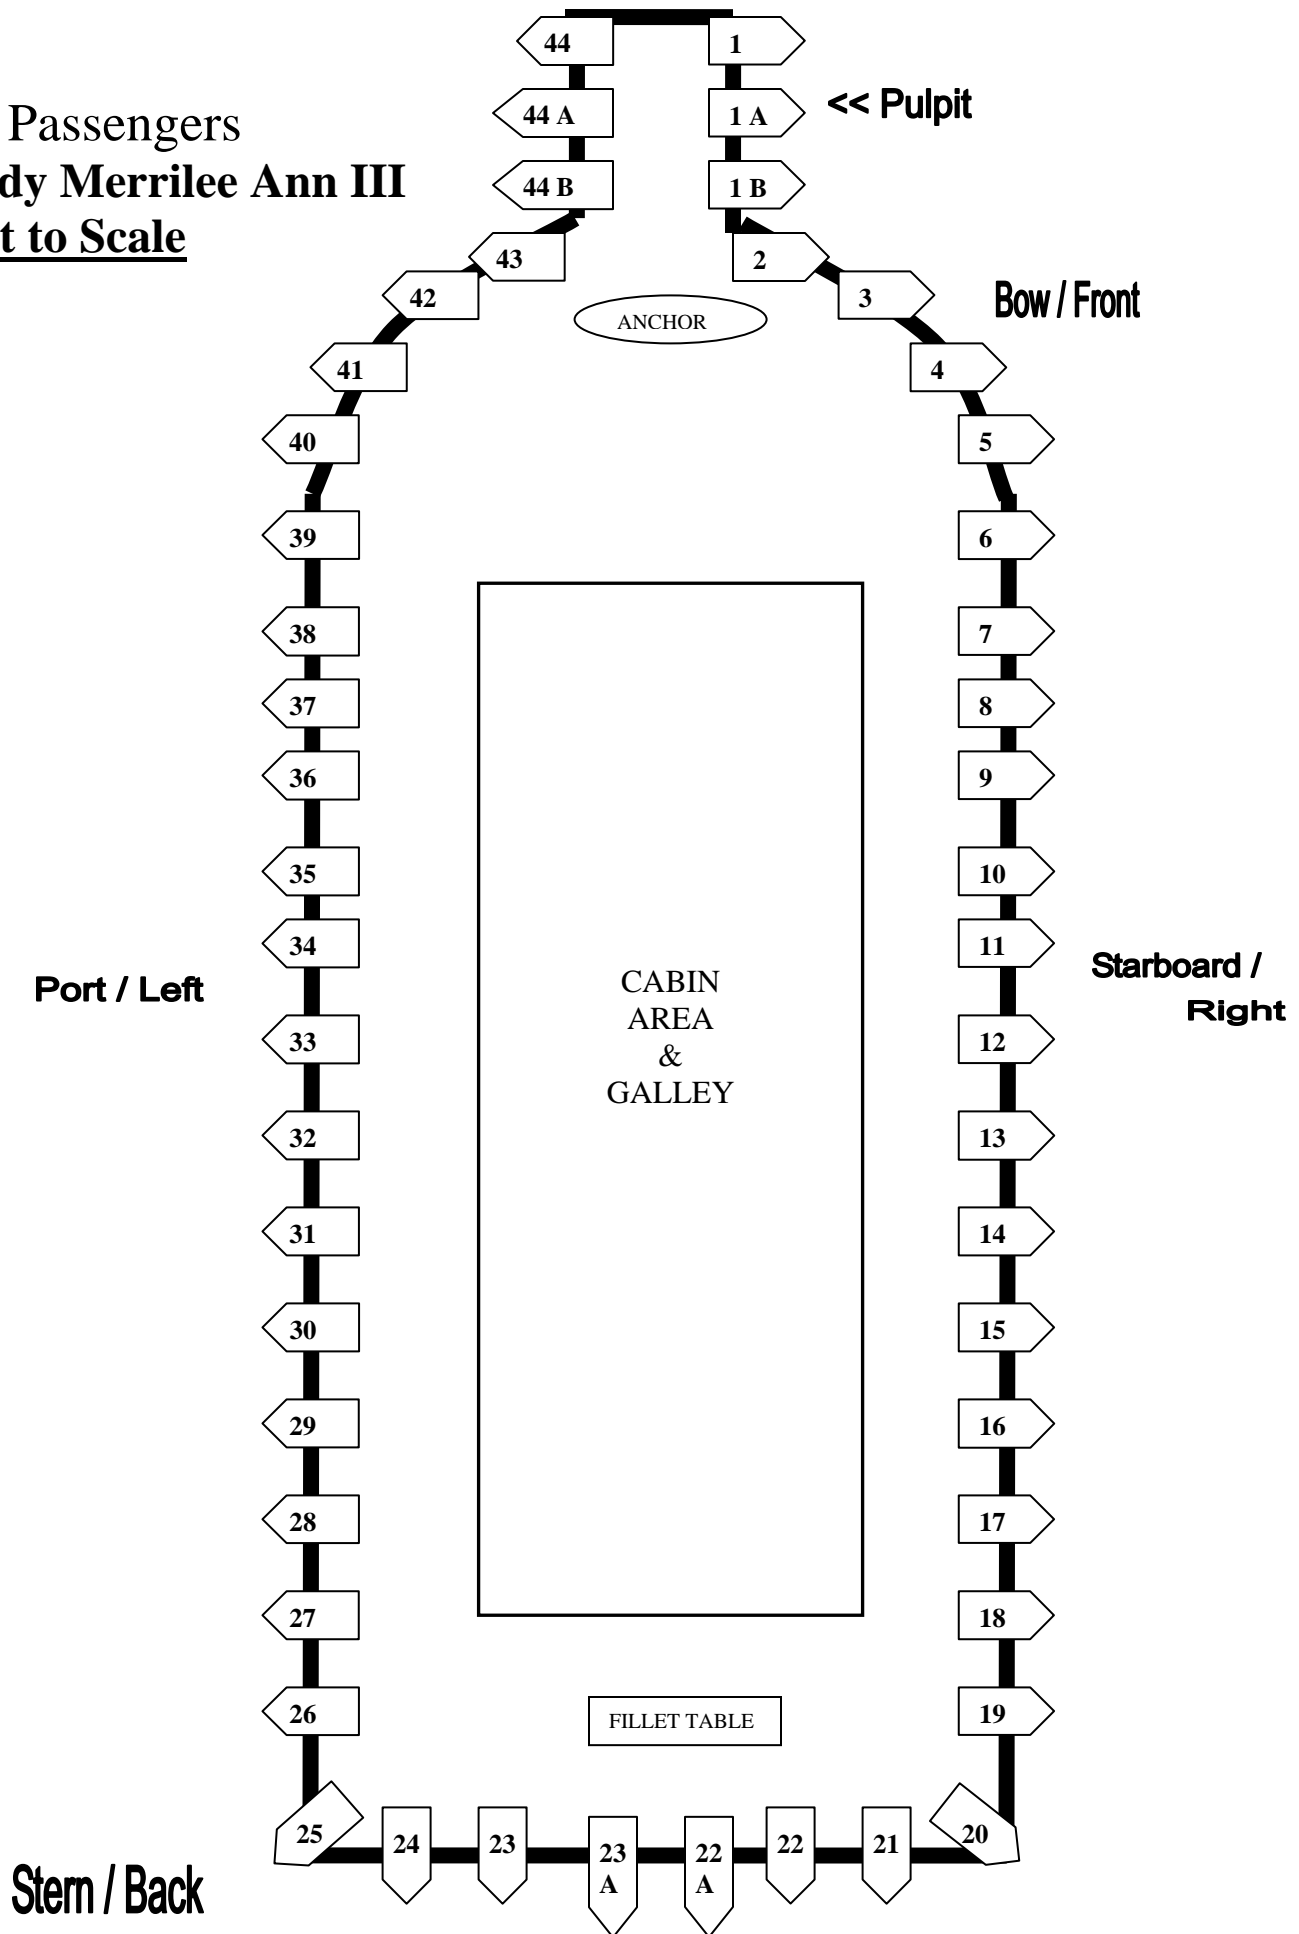 44 1
44 A 1 A << Pulpit
Passengers
dy Merrilee Ann III
44 B 1 B
t to Scale
43 2
42 3 Bow / Front
ANCHOR
41 4
40 5
39 6
38 7
37 8
36 9
35 10
34 11
Port / Left
Starboard /
Right
CABIN
AREA
&
GALLEY
33 12
32 13
31 14
30 15
29 16
28 17
27 18
26 19
FILLET TABLE
25 24 23 23 A 22 A 22 21 20
Stern / Back